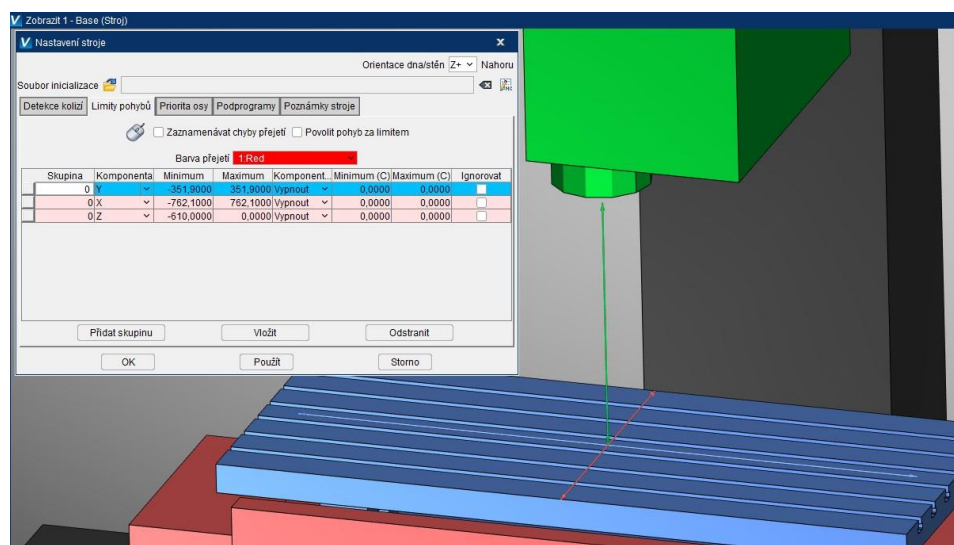 Zobrazit 1 - Base (Stroj)
Nastavení stroje
Orientace dna/stěn Z+ Nahoru
Soubor inicializace
Detekce kolizí Limity pohybů Priorita osy Podprogramy Poznámky stroje
Zaznamenávat chyby přejetí Povolit pohyb za limitem
Barva přejetí 1:Red
Skupina Komponenta Minimum Maximum Komponent... Minimum (C) Maximum (C) Ignorovat
0 Y -351,9000 351,9000 Vypnout 0,0000 0,0000
0 X -762,1000 762,1000 Vypnout 0,0000 0,0000
0 Z -610,0000 0,0000 Vypnout 0,0000 0,0000
Přidat skupinu Vložit Odstranit
OK Použít Storno